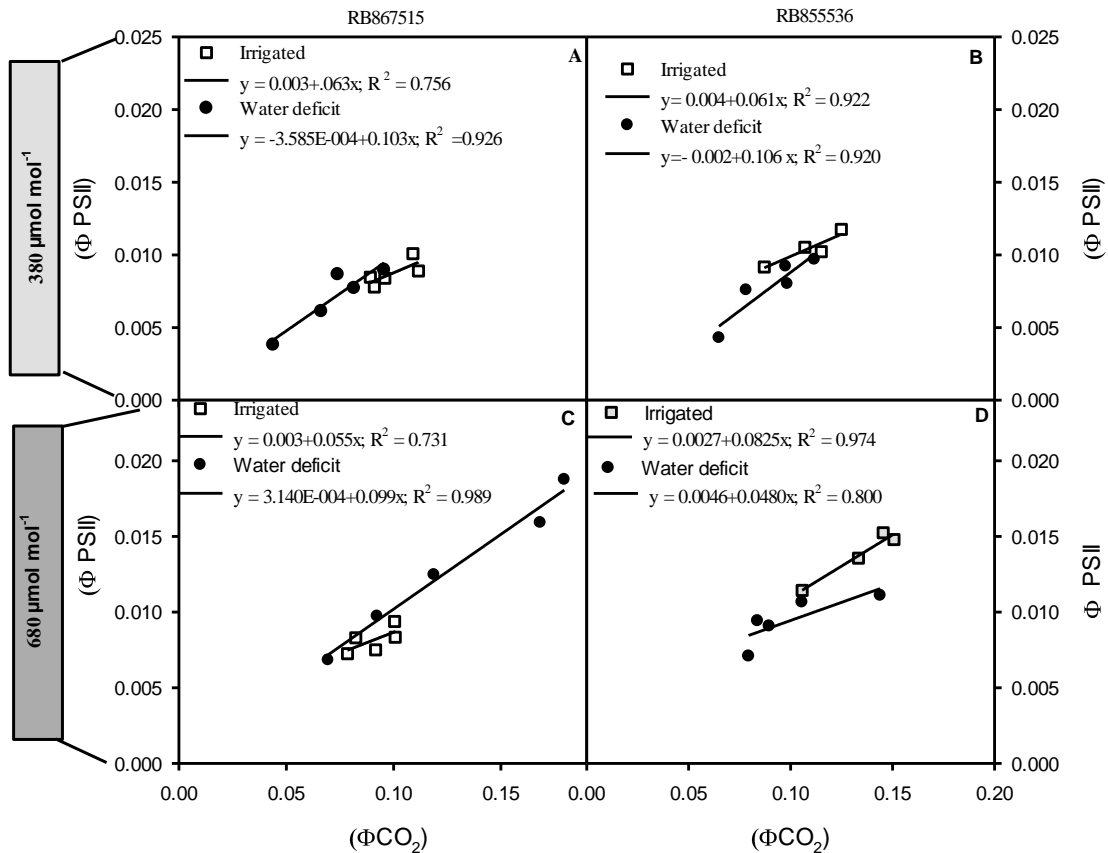 RB867515
RB855536
0.025
0.020
0.015
0.010
0.005
0.000
(Φ PSII)
380 µmol mol⁻¹
A
Irrigated
y = 0.003+.063x; R² = 0.756
Water deficit
y = -3.585E-004+0.103x; R² =0.926
B
Irrigated
y = 0.004+0.061x; R² = 0.922
Water deficit
y=- 0.002+0.106 x; R² = 0.920
0.025
0.020
0.015
0.010
0.005
0.000
(Φ PSII)
680 µmol mol⁻¹
(Φ PSII)
0.020
0.015
0.010
0.005
0.000
C
Irrigated
y = 0.003+0.055x; R² = 0.731
Water deficit
y = 3.140E-004+0.099x; R² = 0.989
D
Irrigated
y = 0.0027+0.0825x; R² = 0.974
Water deficit
y = 0.0046+0.0480x; R² = 0.800
0.020
0.015
0.010
0.005
0.000
Φ PSII
0.00 0.05 0.10 0.15 0.00 0.05 0.10 0.15 0.20
(ΦCO₂)
(ΦCO₂)